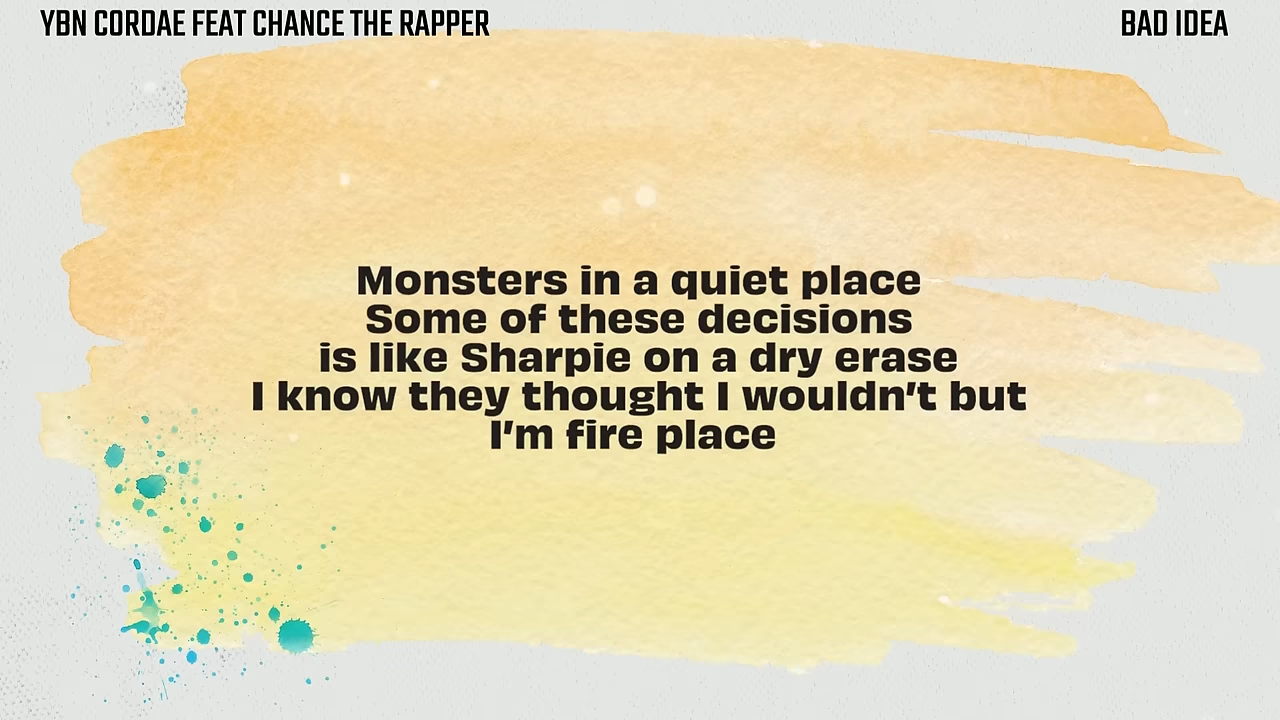 YBN CORDAE FEAT CHANCE THE RAPPER
BAD IDEA
Monsters in a quiet place
Some of these decisions
is like Sharpie on a dry erase
I know they thought I wouldn’t but
I’m fire place